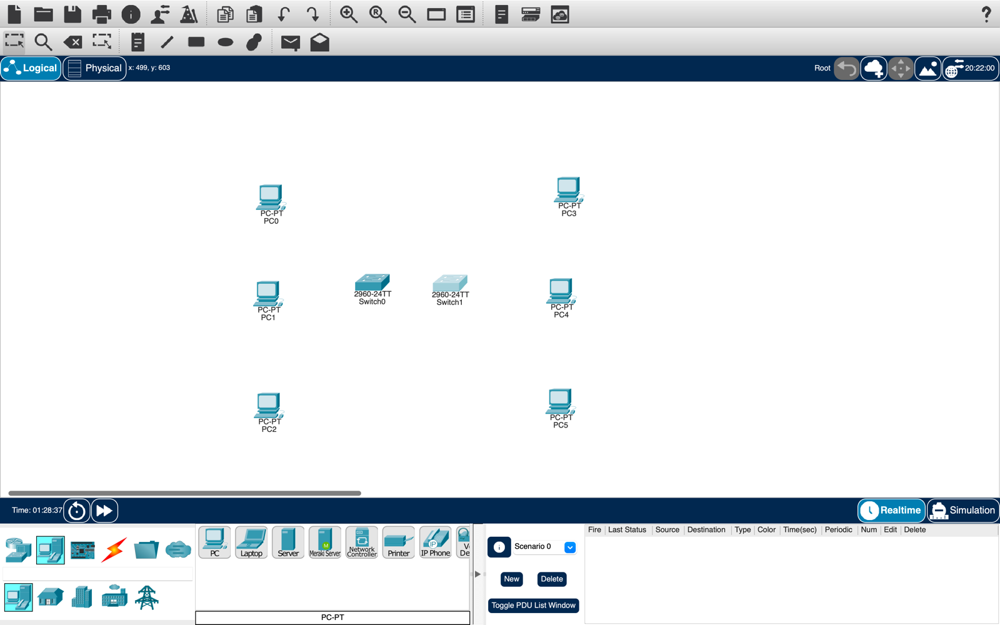 Logical
Physical
x: 499, y: 603
Root
20:22:00
PC-PT
PC0
PC-PT
PC3
2960-24TT
Switch0
2960-24TT
Switch1
PC-PT
PC1
PC-PT
PC4
PC-PT
PC2
PC-PT
PC5
Time: 01:28:37
Realtime
Simulation
PC
Laptop
Server
M
Meraki Server
Network
Controller
Printer
IP
IP Phone
Scenario 0
New
Delete
Toggle PDU List Window
Fire Last Status Source Destination Type Color Time(sec) Periodic Num Edit Delete
PC-PT